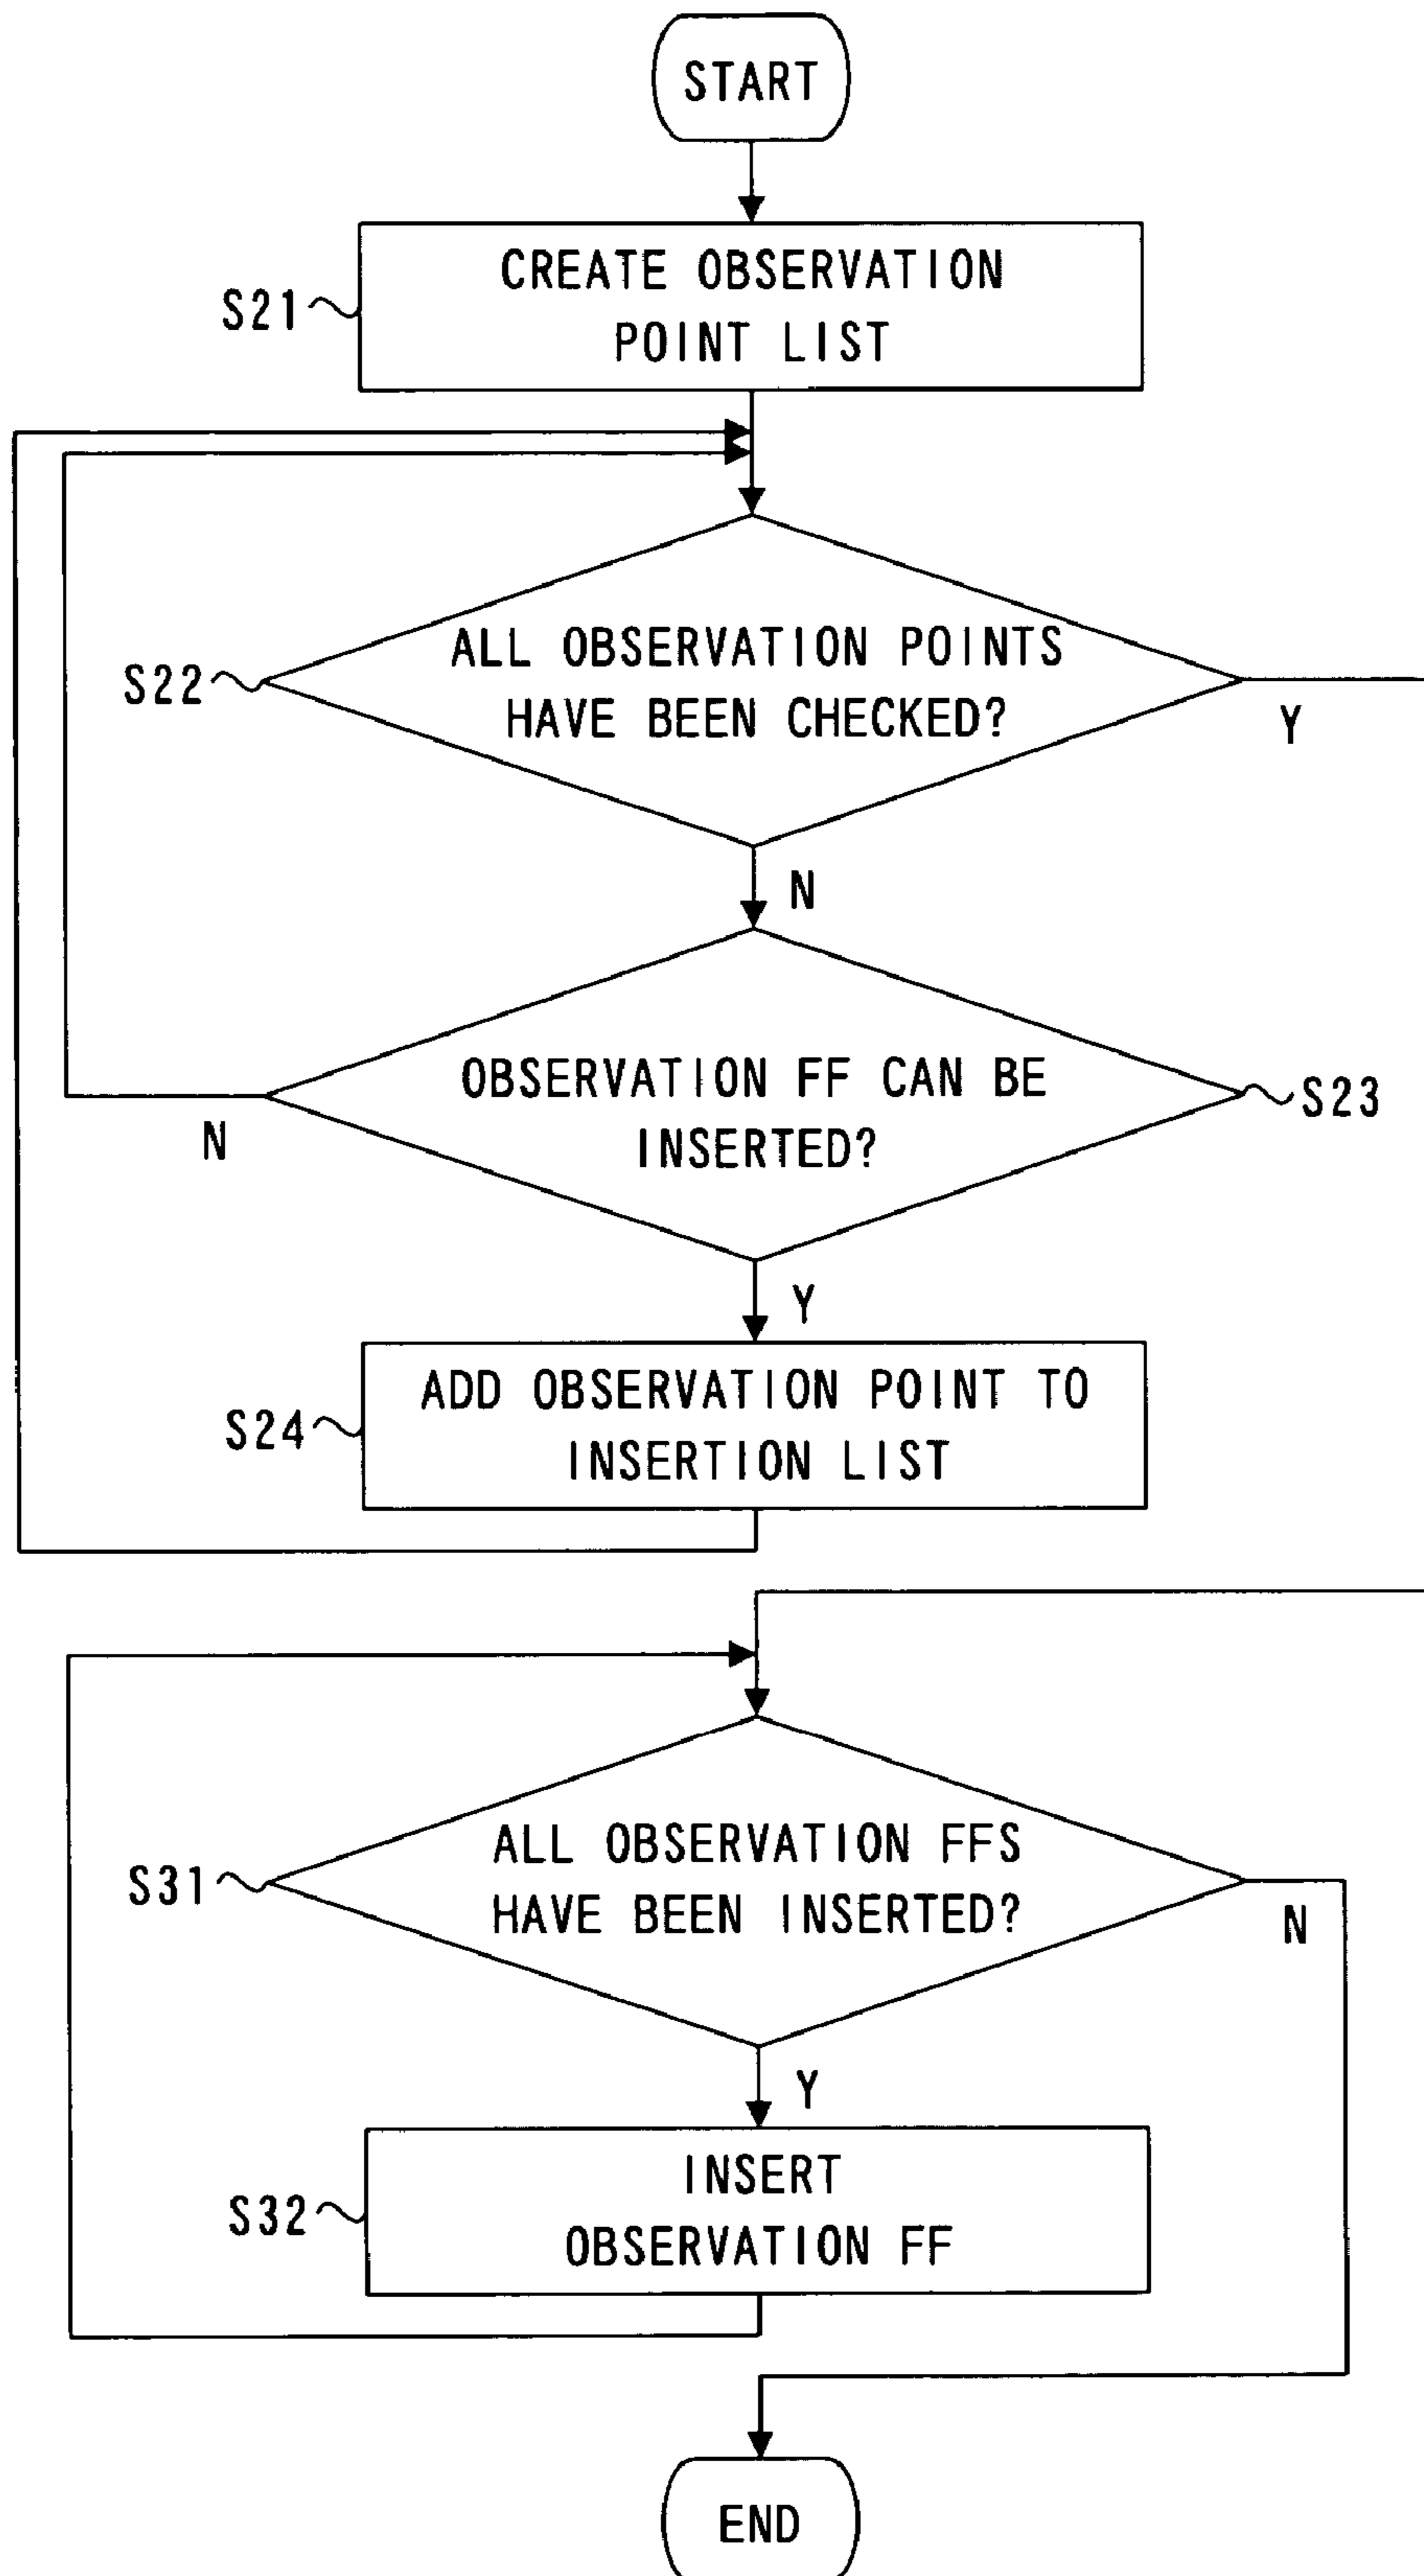 START
S21
CREATE OBSERVATION
POINT LIST
S22
ALL OBSERVATION POINTS
HAVE BEEN CHECKED?
Y
N
OBSERVATION FF CAN BE
INSERTED?
S23
N
Y
S24
ADD OBSERVATION POINT TO
INSERTION LIST
S31
ALL OBSERVATION FFS
HAVE BEEN INSERTED?
N
Y
S32
INSERT
OBSERVATION FF
END